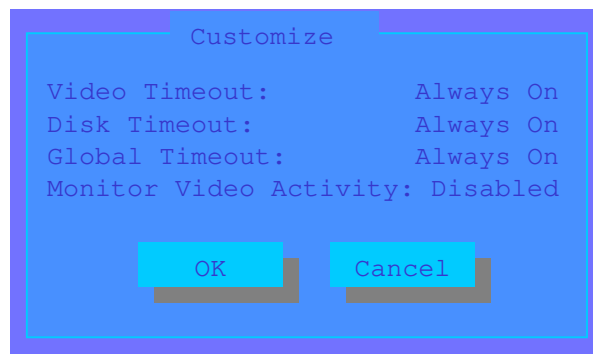 Customize
Video Timeout: Always On
Disk Timeout: Always On
Global Timeout: Always On
Monitor Video Activity: Disabled
OK Cancel